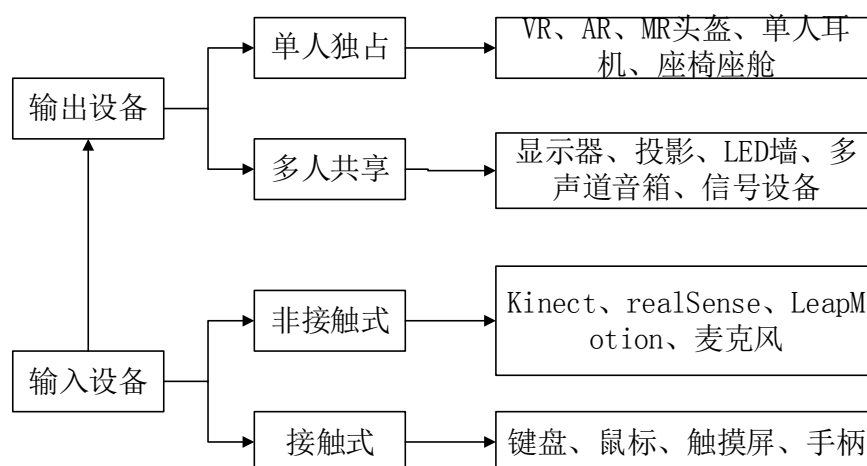 单人独占
VR、AR、MR头盔、单人耳
机、座椅座舱
输出设备
多人共享
显示器、投影、LED墙、多
声道音箱、信号设备
非接触式
Kinect、realSense、LeapM
otion、麦克风
输入设备
接触式
键盘、鼠标、触摸屏、手柄